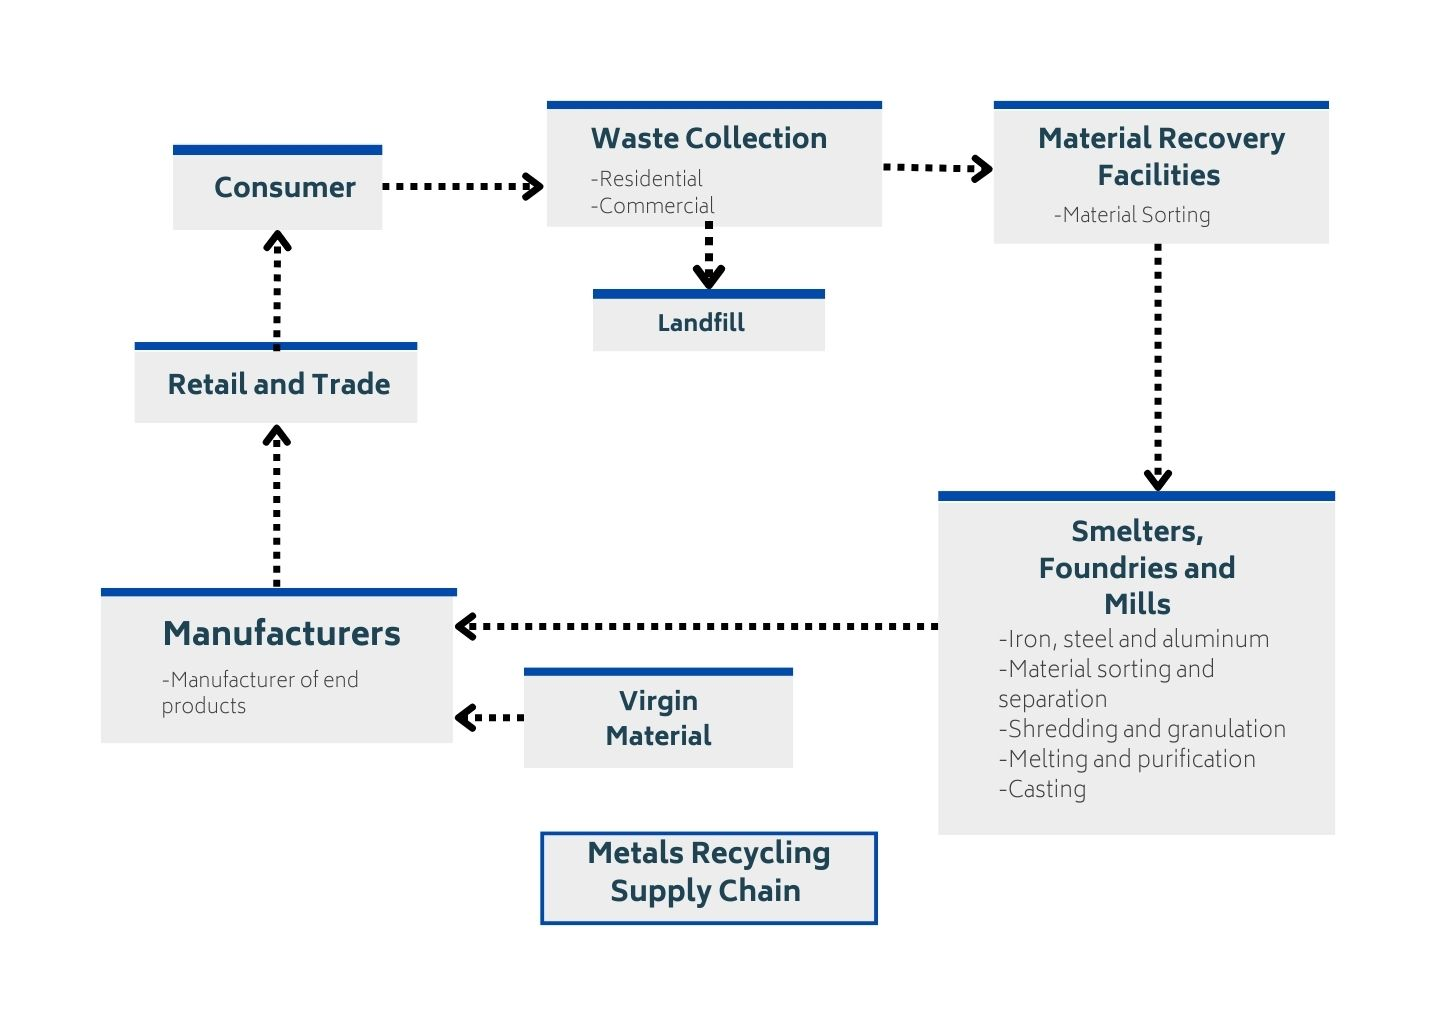 Consumer
Waste Collection
-Residential
-Commercial
Material Recovery
Facilities
-Material Sorting
Landfill
Retail and Trade
Smelters,
Foundries and
Mills
-Iron, steel and aluminum
-Material sorting and
separation
-Shredding and granulation
-Melting and purification
-Casting
Manufacturers
-Manufacturer of end
products
Virgin
Material
Metals Recycling
Supply Chain